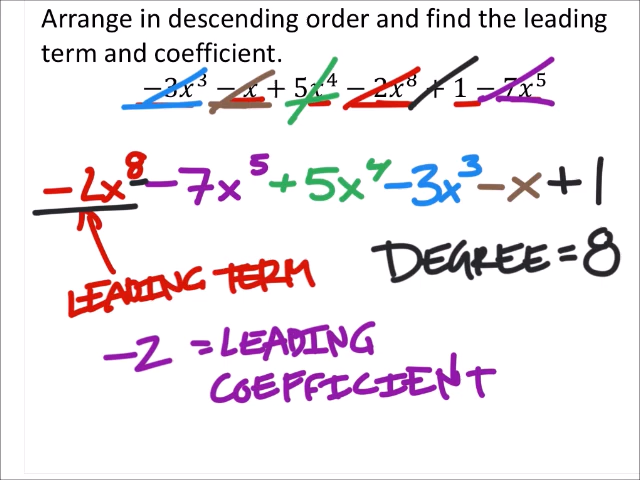 Arrange in descending order and find the leading
term and coefficient.
−3x³ − x + 5x⁴ − 2x⁸ + 1 − 7x⁵
−2x⁸ −7x⁵ +5x⁴ −3x³ −x +1
DEGREE = 8
LEADING TERM
−2 = LEADING
COEFFICIENT